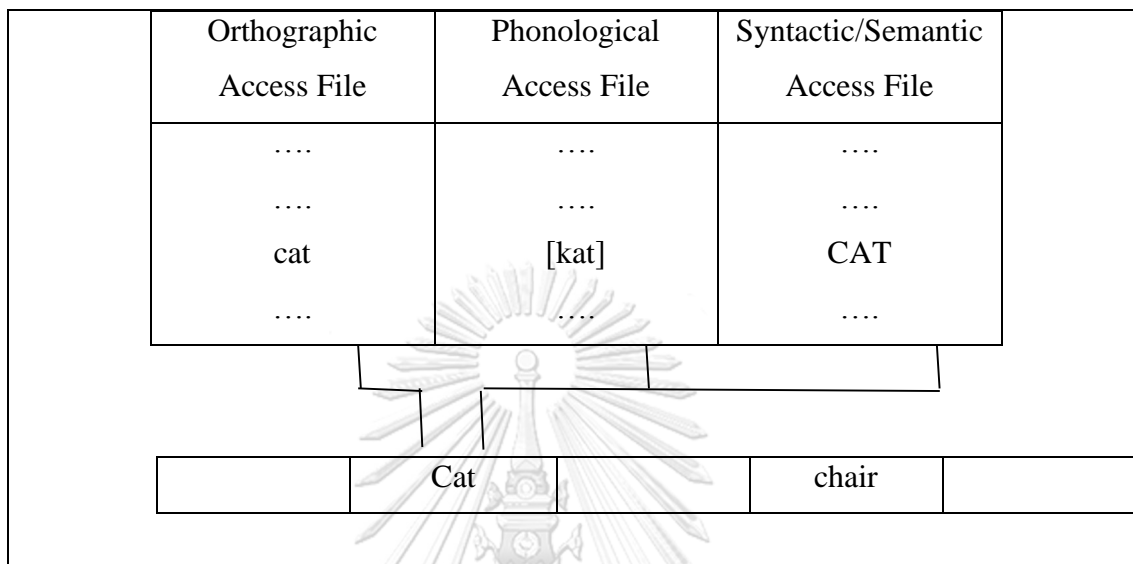 Orthographic Phonological Syntactic/Semantic
Access File Access File Access File
…. …. ….
…. …. ….
cat [kat] CAT
…. …. ….
Cat chair